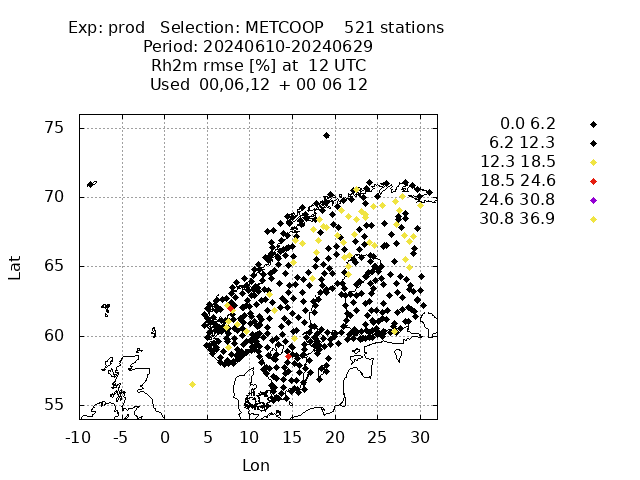 Exp: prod   Selection: METCOOP    521 stations
Period: 20240610-20240629
Rh2m rmse [%] at  12 UTC
Used  00,06,12  + 00 06 12
0.0 6.2
6.2 12.3
12.3 18.5
18.5 24.6
24.6 30.8
30.8 36.9
75
70
65
60
55
Lat
-10 -5 0 5 10 15 20 25 30
Lon